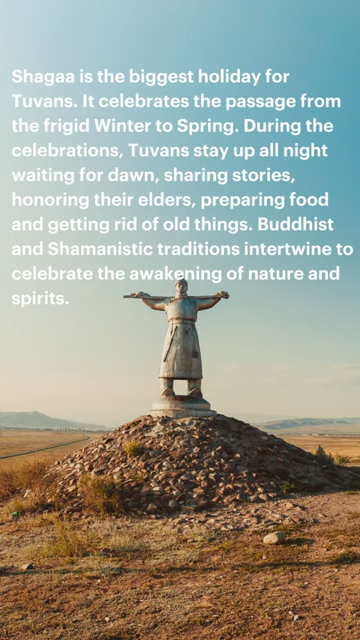 Shagaa is the biggest holiday for
Tuvans. It celebrates the passage from
the frigid Winter to Spring. During the
celebrations, Tuvans stay up all night
waiting for dawn, sharing stories,
honoring their elders, preparing food
and getting rid of old things. Buddhist
and Shamanistic traditions intertwine to
celebrate the awakening of nature and
spirits.